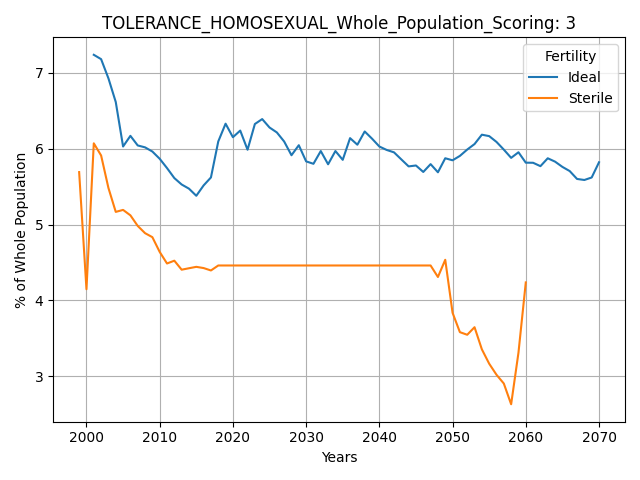 TOLERANCE_HOMOSEXUAL_Whole_Population_Scoring: 3
Fertility
Ideal
Sterile
% of Whole Population
7
6
5
4
3
2000 2010 2020 2030 2040 2050 2060 2070
Years